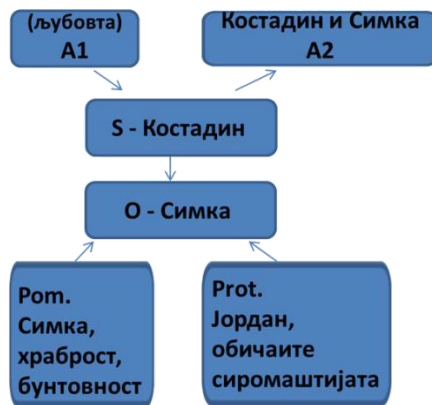 (љубовта)
А1
Костадин и Симка
А2
S - Костадин
О - Симка
Pom.
Симка,
храброст,
бунтовност
Prot.
Јордан,
обичаите
сиромаштијата